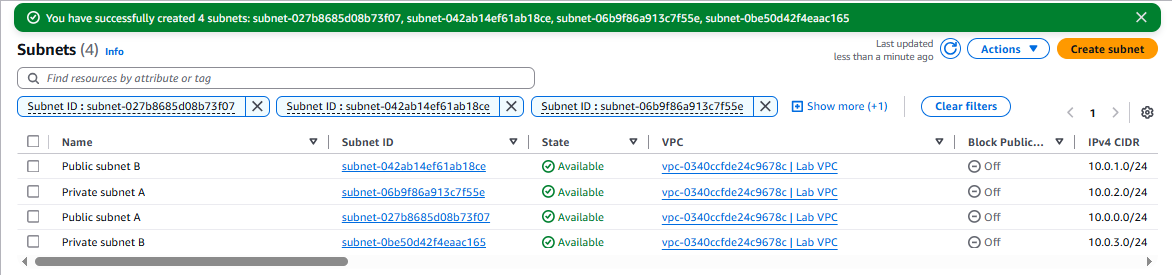 You have successfully created 4 subnets: subnet-027b8685d08b73f07, subnet-042ab14ef61ab18ce, subnet-06b9f86a913c7f55e, subnet-0be50d42f4eaac165
Subnets (4) Info
Last updated
less than a minute ago
Actions
Create subnet
Find resources by attribute or tag
Subnet ID : subnet-027b8685d08b73f07 Subnet ID : subnet-042ab14ef61ab18ce Subnet ID : subnet-06b9f86a913c7f55e Show more (+1) Clear filters
1
Name Subnet ID State VPC Block Public... IPv4 CIDR
Public subnet B subnet-042ab14ef61ab18ce Available vpc-0340ccfde24c9678c | Lab VPC Off 10.0.1.0/24
Private subnet A subnet-06b9f86a913c7f55e Available vpc-0340ccfde24c9678c | Lab VPC Off 10.0.2.0/24
Public subnet A subnet-027b8685d08b73f07 Available vpc-0340ccfde24c9678c | Lab VPC Off 10.0.0.0/24
Private subnet B subnet-0be50d42f4eaac165 Available vpc-0340ccfde24c9678c | Lab VPC Off 10.0.3.0/24